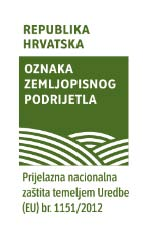 REPUBLIKA
HRVATSKA
OZNAKA
ZEMLJOPISNOG
PODRIJETLA
Prijelazna nacionalna
zaštita temeljem Uredbe
(EU) br. 1151/2012